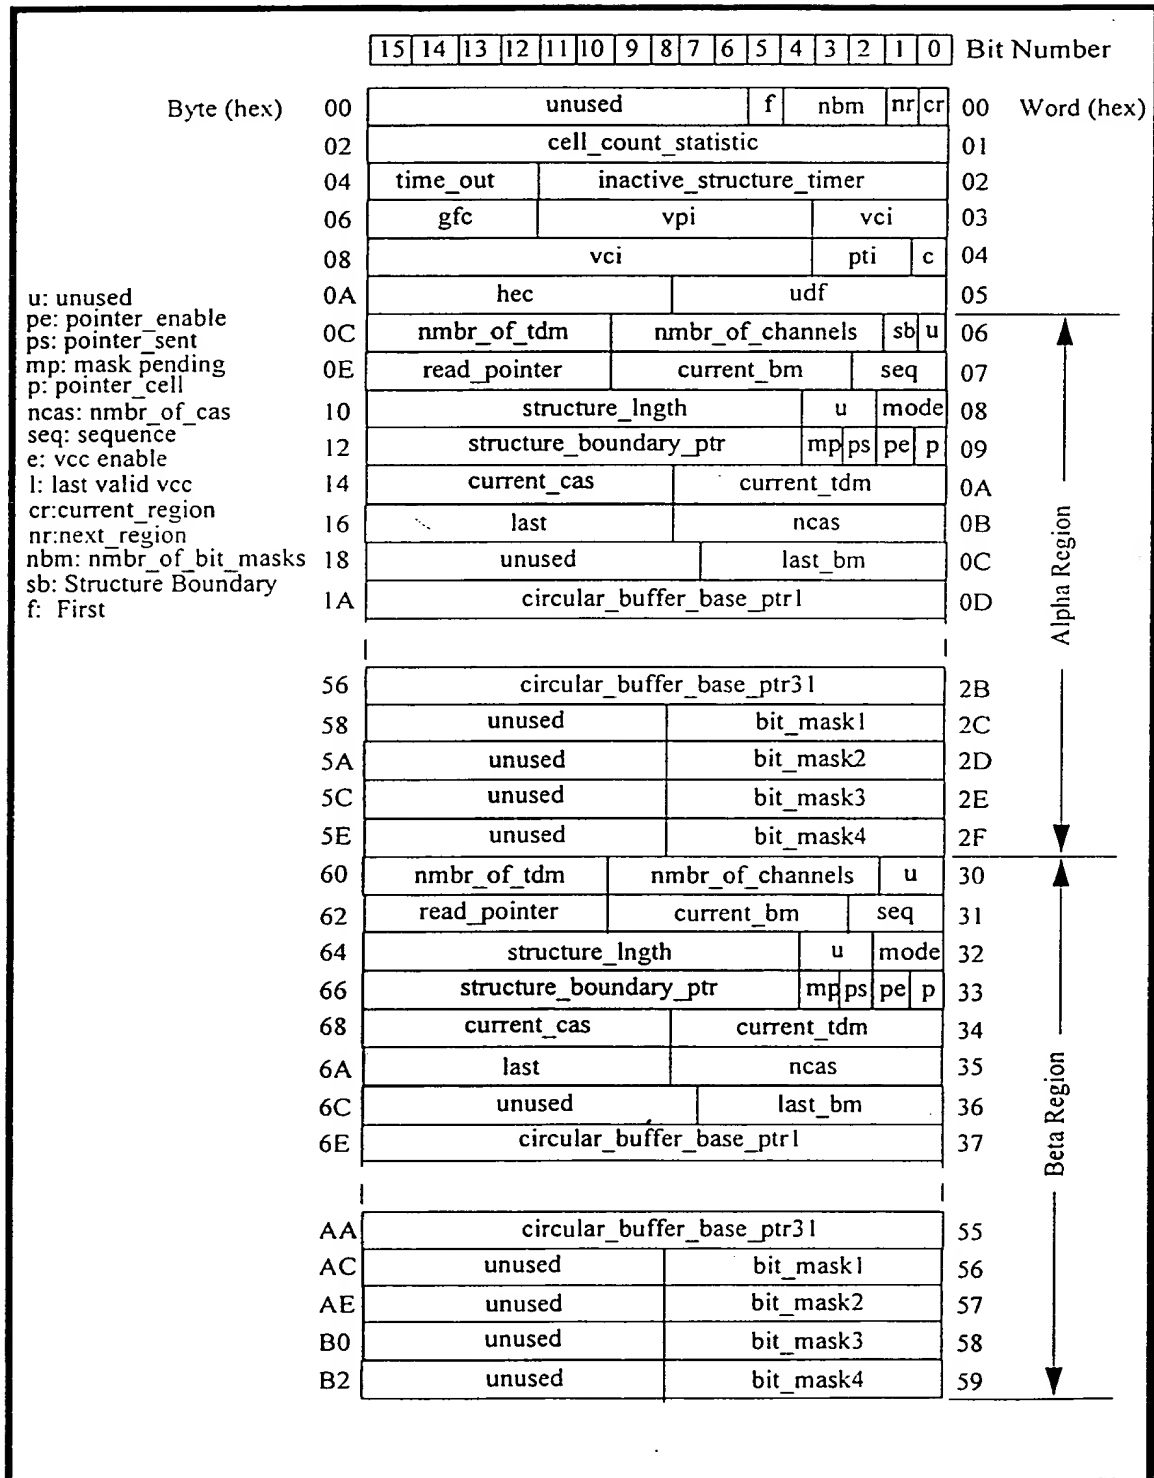 15 14 13 12 11 10 9 8 7 6 5 4 3 2 1 0 Bit Number
Byte (hex) 00 unused f nbm nr cr 00 Word (hex)
02 cell_count_statistic 01
04 time_out inactive_structure_timer 02
06 gfc vpi vci 03
08 vci pti c 04
0A hec udf 05
0C nmbr_of_tdm nmbr_of_channels sb u 06
0E read_pointer current_bm seq 07
10 structure_lngth u mode 08
12 structure_boundary_ptr mp ps pe p 09
14 current_cas current_tdm 0A
16 last ncas 0B
18 unused last_bm 0C
1A circular_buffer_base_ptr1 0D
56 circular_buffer_base_ptr31 2B
58 unused bit_mask1 2C
5A unused bit_mask2 2D
5C unused bit_mask3 2E
5E unused bit_mask4 2F
60 nmbr_of_tdm nmbr_of_channels u 30
62 read_pointer current_bm seq 31
64 structure_lngth u mode 32
66 structure_boundary_ptr mp ps pe p 33
68 current_cas current_tdm 34
6A last ncas 35
6C unused last_bm 36
6E circular_buffer_base_ptr1 37
AA circular_buffer_base_ptr31 55
AC unused bit_mask1 56
AE unused bit_mask2 57
B0 unused bit_mask3 58
B2 unused bit_mask4 59
u: unused
pe: pointer_enable
ps: pointer_sent
mp: mask pending
p: pointer_cell
ncas: nmbr_of_cas
seq: sequence
e: vcc enable
l: last valid vcc
cr:current_region
nr:next_region
nbm: nmbr_of_bit_masks
sb: Structure Boundary
f: First
Alpha Region
Beta Region